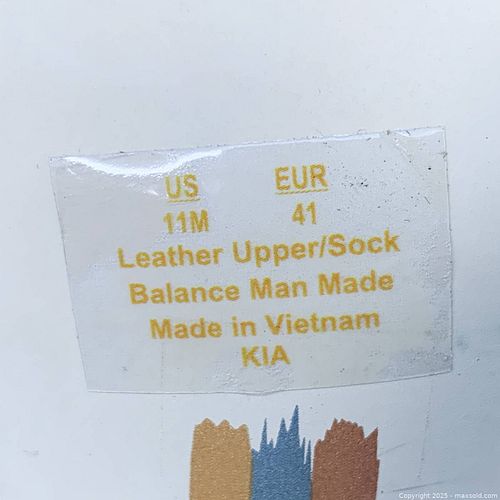 US EUR
11M 41
Leather Upper/Sock
Balance Man Made
Made in Vietnam
KIA
Copyright 2025 - maxsold.com